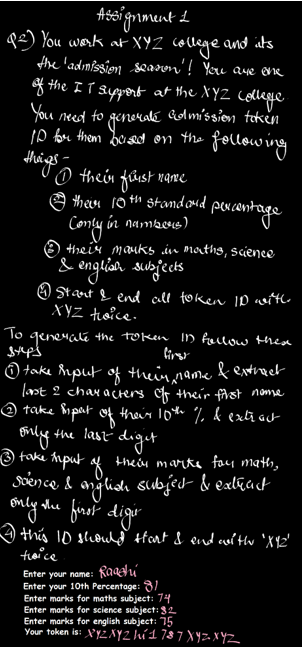 Assignment 1
Q2) You work at XYZ college and its
the 'admission season'! You are one
of the IT support at the XYZ college
You need to generate admission token
ID for them based on the following
things -
① their first name
② their 10th standard percentage
(only in numbers)
③ their marks in maths, science
& english subjects
④ Start & end all token ID with
XYZ twice.
To generate the token ID follow these
steps
① take input of their first name & extract
last 2 characters of their first name
② take input of their 10th % & extract
only the last digit
③ take input of their marks for math,
science & english subject & extract
only the first digit
④ this ID should start & end with 'XYZ'
twice
Enter your name: Raashi
Enter your 10th Percentage: 81
Enter marks for maths subject: 74
Enter marks for science subject: 82
Enter marks for english subject: 75
Your token is: XYZXYZhi1787XYZXYZ